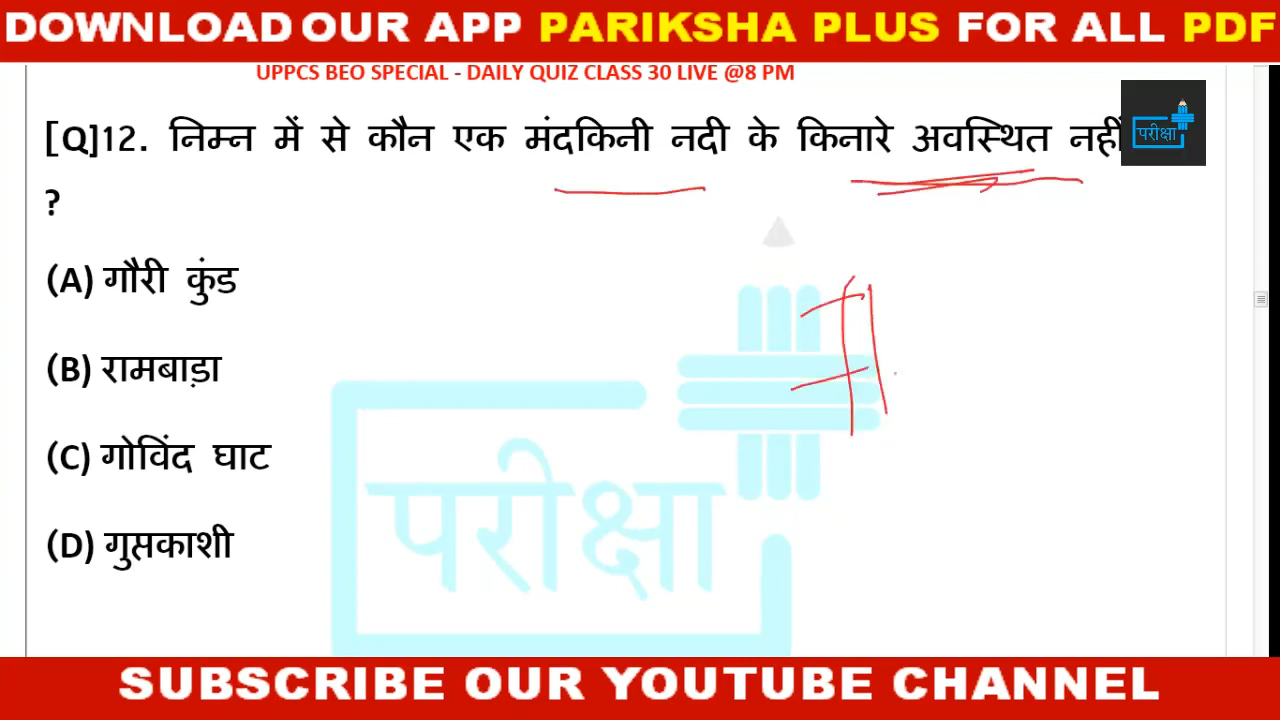 DOWNLOAD OUR APP PARIKSHA PLUS FOR ALL PDF
UPPCS BEO SPECIAL - DAILY QUIZ CLASS 30 LIVE @8 PM
[Q]12. निम्न में से कौन एक मंदकिनी नदी के किनारे अवस्थित नहीं
?
परीक्षा
(A) गौरी कुंड
(B) रामबाड़ा
(C) गोविंद घाट
(D) गुप्तकाशी
परीक्षा
SUBSCRIBE OUR YOUTUBE CHANNEL